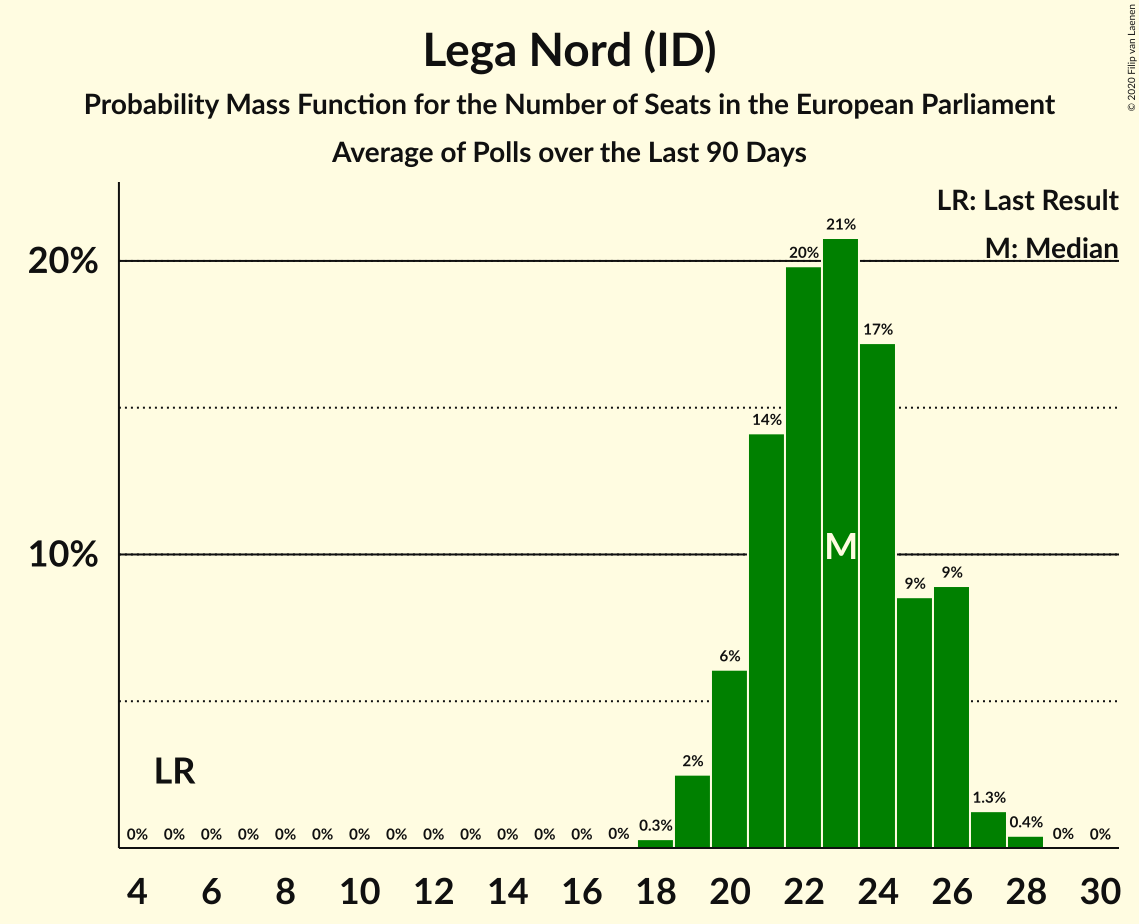 Lega Nord (ID)
Probability Mass Function for the Number of Seats in the European Parliament
Average of Polls over the Last 90 Days
© 2020 Filip van Laenen
LR: Last Result
M: Median
20%
10%
21%
20%
17%
14%
9%
9%
6%
2%
1.3%
0.3%
0.4%
M
LR
0% 0% 0% 0% 0% 0% 0% 0% 0% 0% 0% 0% 0% 0% 0% 0%
4 6 8 10 12 14 16 18 20 22 24 26 28 30